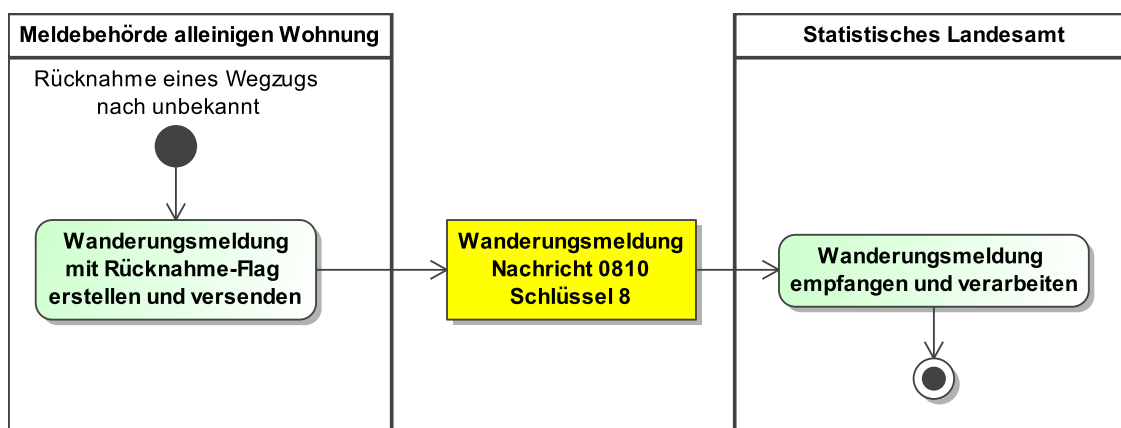 Meldebehörde alleinigen Wohnung
Rücknahme eines Wegzugs
nach unbekannt
Wanderungsmeldung
mit Rücknahme-Flag
erstellen und versenden
Wanderungsmeldung
Nachricht 0810
Schlüssel 8
Statistisches Landesamt
Wanderungsmeldung
empfangen und verarbeiten